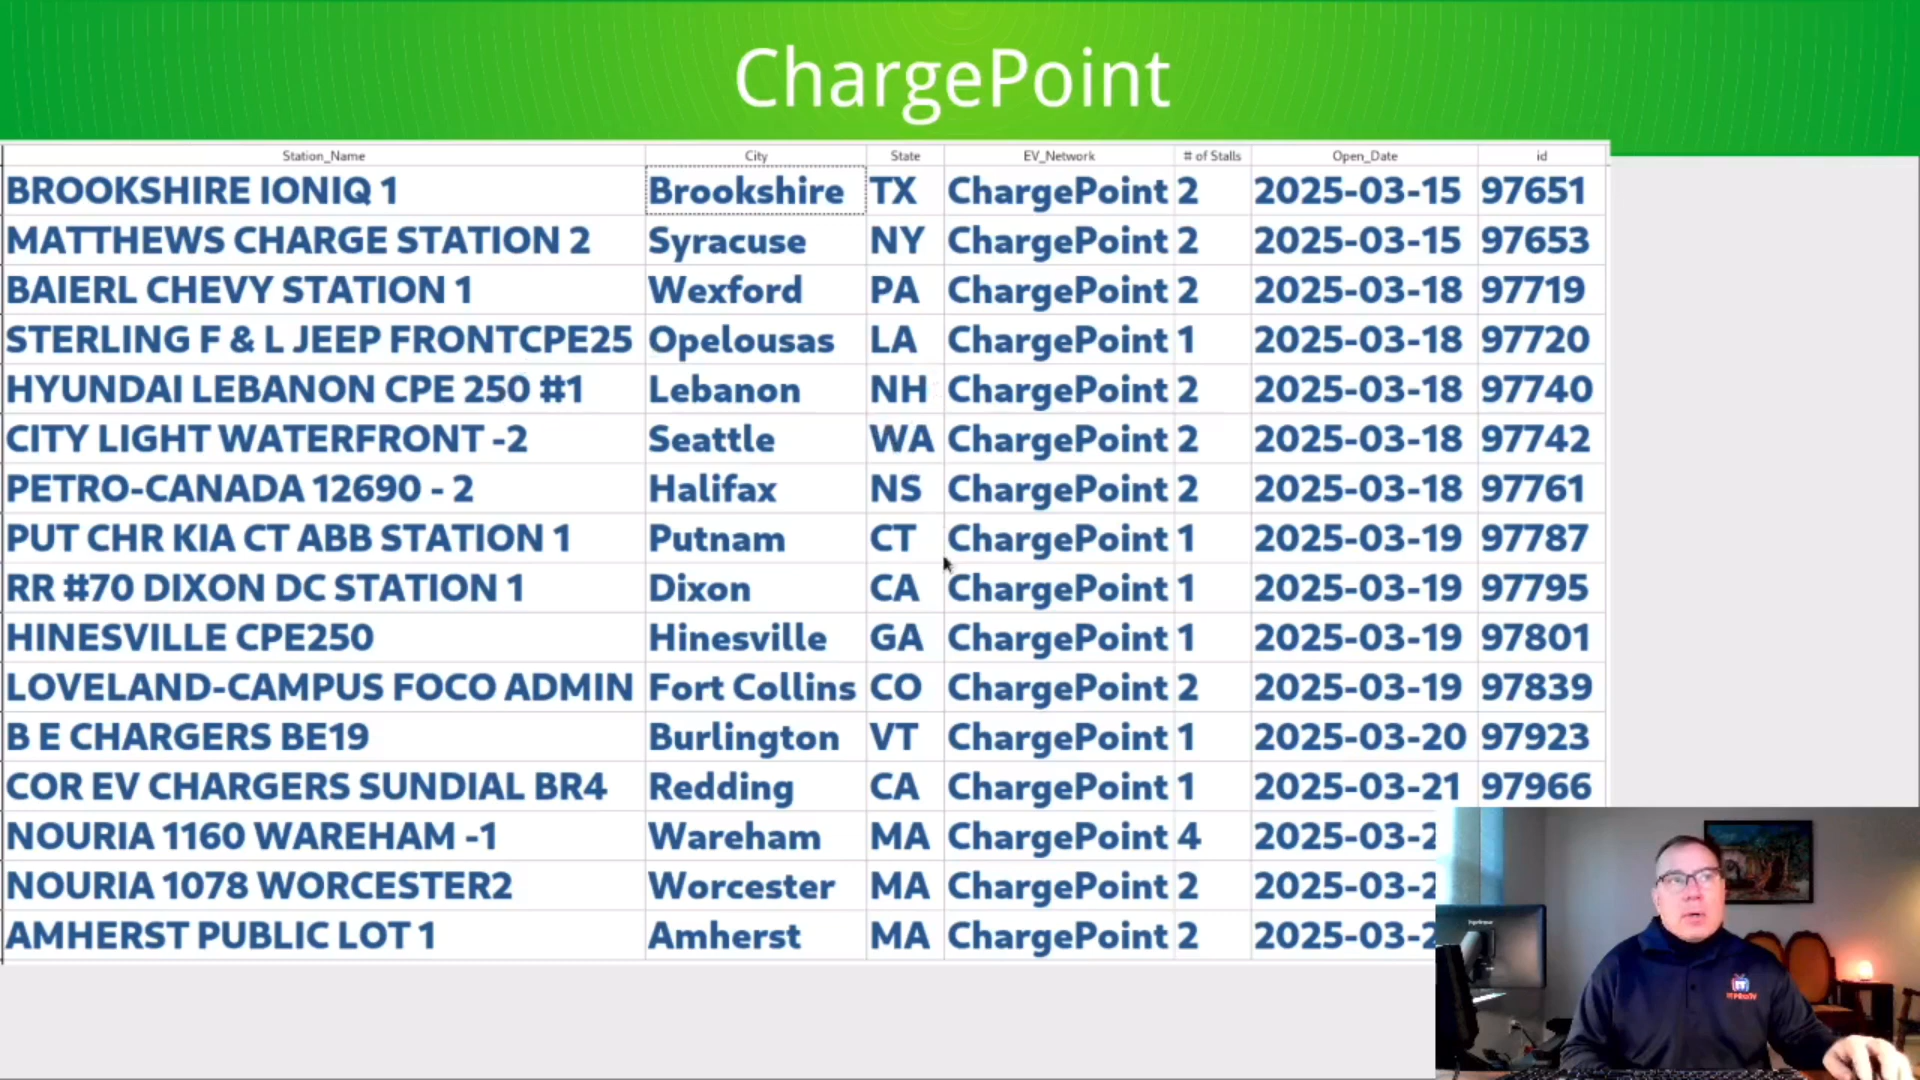 ChargePoint
Station_Name City State EV_Network # of Stalls Open_Date id
BROOKSHIRE IONIQ 1 Brookshire TX ChargePoint 2 2025-03-15 97651
MATTHEWS CHARGE STATION 2 Syracuse NY ChargePoint 2 2025-03-15 97653
BAIERL CHEVY STATION 1 Wexford PA ChargePoint 2 2025-03-18 97719
STERLING F & L JEEP FRONTCPE25 Opelousas LA ChargePoint 1 2025-03-18 97720
HYUNDAI LEBANON CPE 250 #1 Lebanon NH ChargePoint 2 2025-03-18 97740
CITY LIGHT WATERFRONT -2 Seattle WA ChargePoint 2 2025-03-18 97742
PETRO-CANADA 12690 - 2 Halifax NS ChargePoint 2 2025-03-18 97761
PUT CHR KIA CT ABB STATION 1 Putnam CT ChargePoint 1 2025-03-19 97787
RR #70 DIXON DC STATION 1 Dixon CA ChargePoint 1 2025-03-19 97795
HINESVILLE CPE250 Hinesville GA ChargePoint 1 2025-03-19 97801
LOVELAND-CAMPUS FOCO ADMIN Fort Collins CO ChargePoint 2 2025-03-19 97839
B E CHARGERS BE19 Burlington VT ChargePoint 1 2025-03-20 97923
COR EV CHARGERS SUNDIAL BR4 Redding CA ChargePoint 1 2025-03-21 97966
NOURIA 1160 WAREHAM -1 Wareham MA ChargePoint 4 2025-03-2
NOURIA 1078 WORCESTER2 Worcester MA ChargePoint 2 2025-03-2
AMHERST PUBLIC LOT 1 Amherst MA ChargePoint 2 2025-03-2